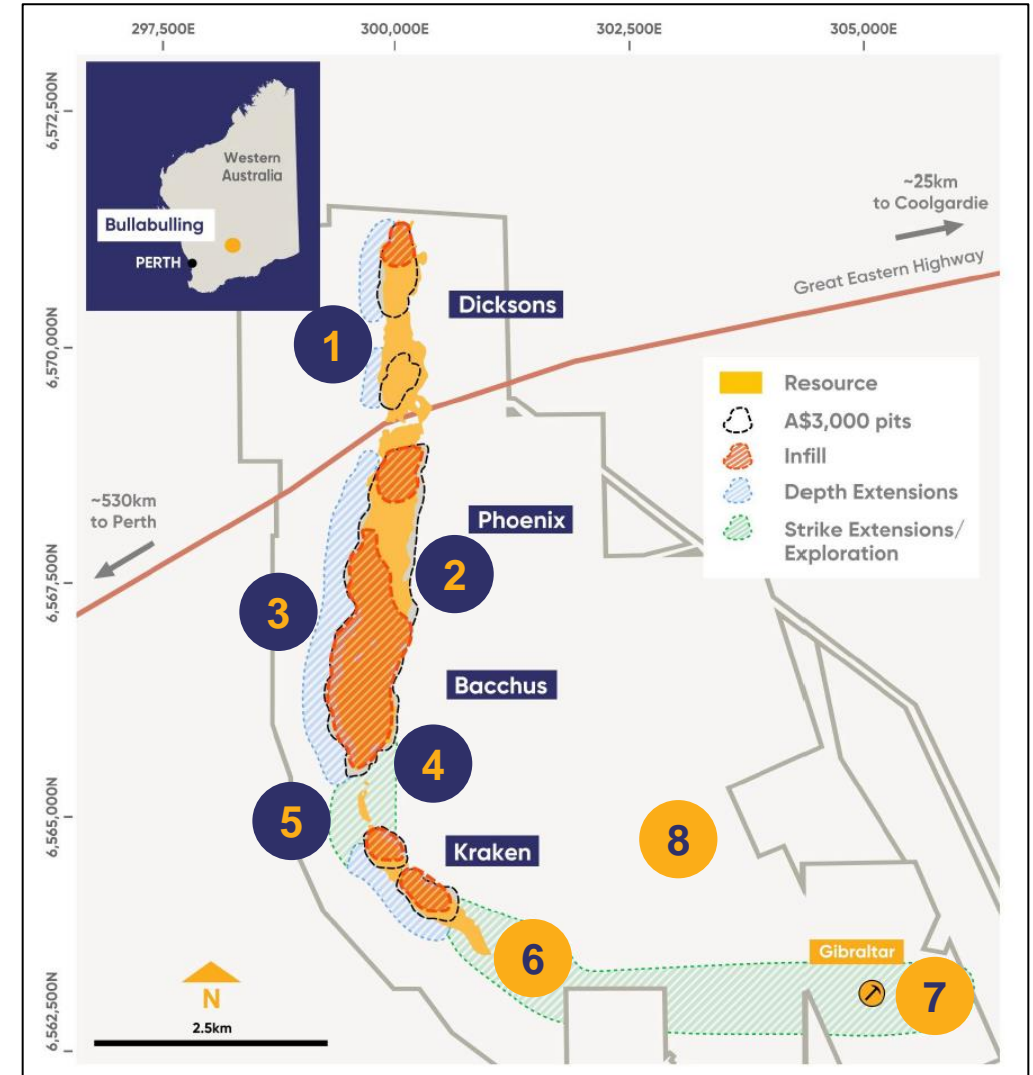 297,500E
300,000E
302,500E
305,000E
6,572,500N
6,570,000N
6,567,500N
6,565,000N
6,562,500N
Western
Australia
Bullabulling
PERTH
~25km
to Coolgardie
Great Eastern Highway
Dicksons
1
Resource
A$3,000 pits
Infill
Depth Extensions
Strike Extensions/
Exploration
~530km
to Perth
Phoenix
2
3
Bacchus
4
5
Kraken
8
6
Gibraltar
7
N
2.5km